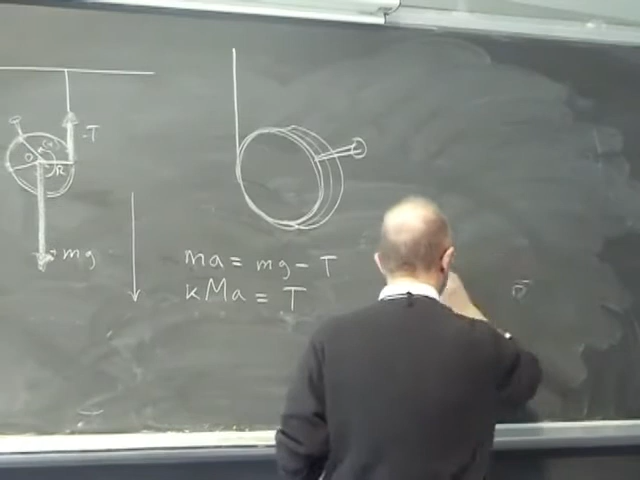 -T
R
mg
ma = mg - T
kMa = T